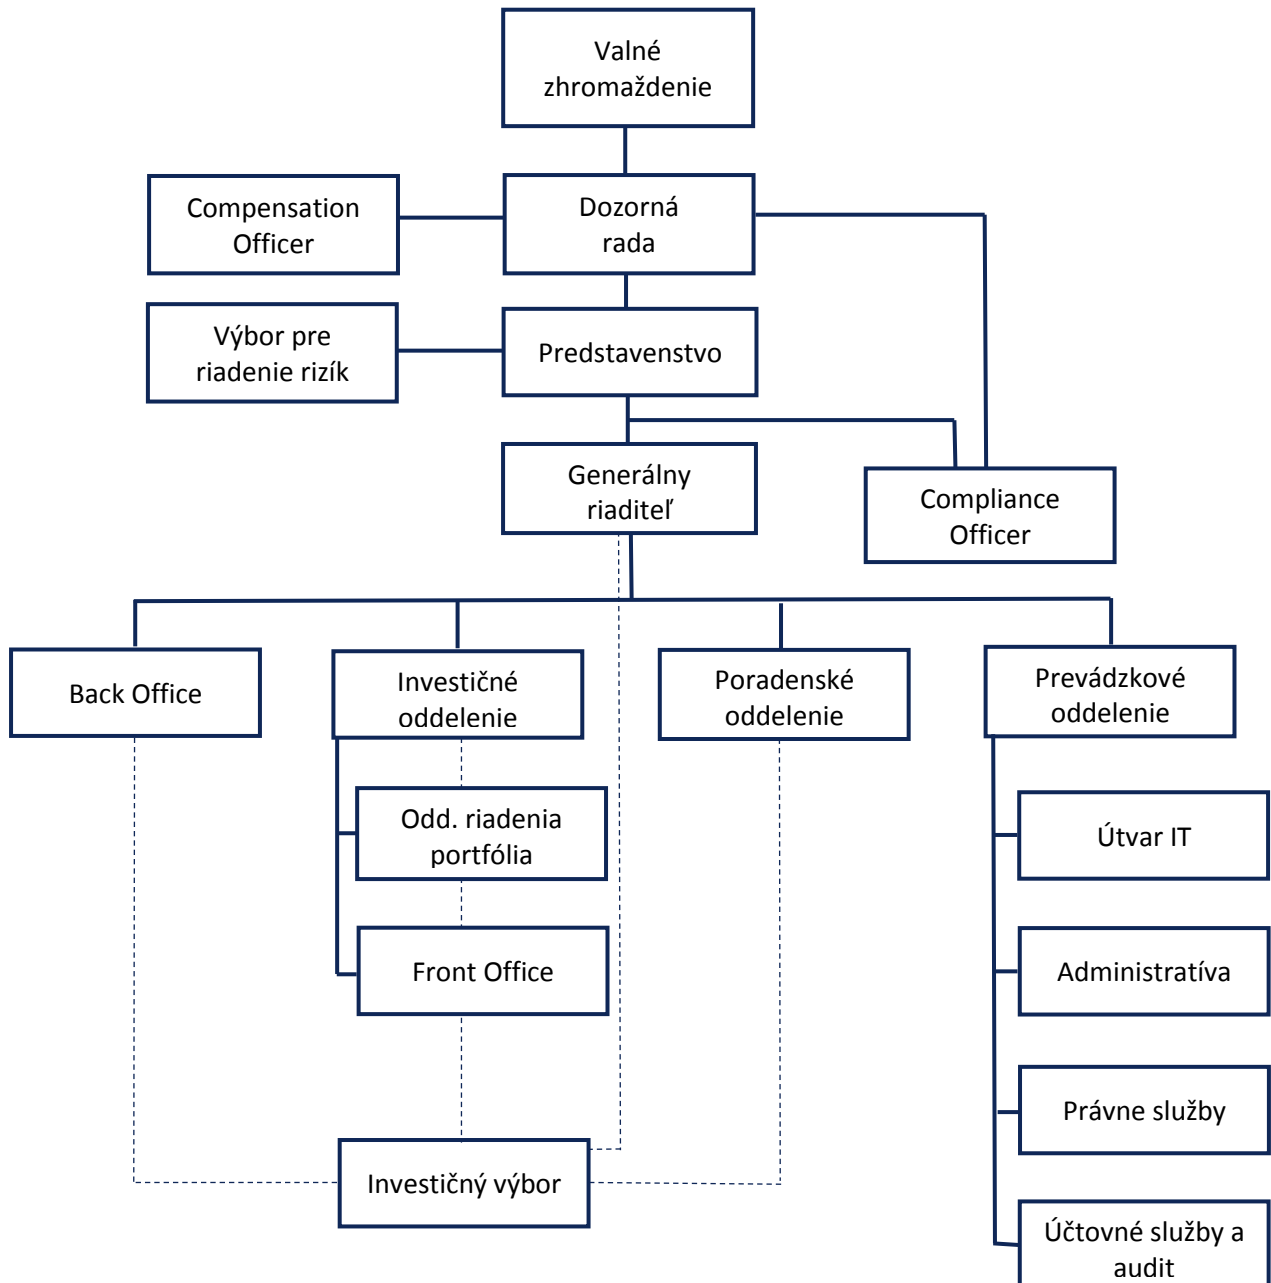 Valné
zhromaždenie
Compensation
Officer
Dozorná
rada
Výbor pre
riadenie rizík
Predstavenstvo
Generálny
riaditeľ
Compliance
Officer
Back Office
Investičné
oddelenie
Poradenské
oddelenie
Prevádzkové
oddelenie
Odd. riadenia
portfólia
Útvar IT
Front Office
Administratíva
Právne služby
Investičný výbor
Účtovné služby a
audit